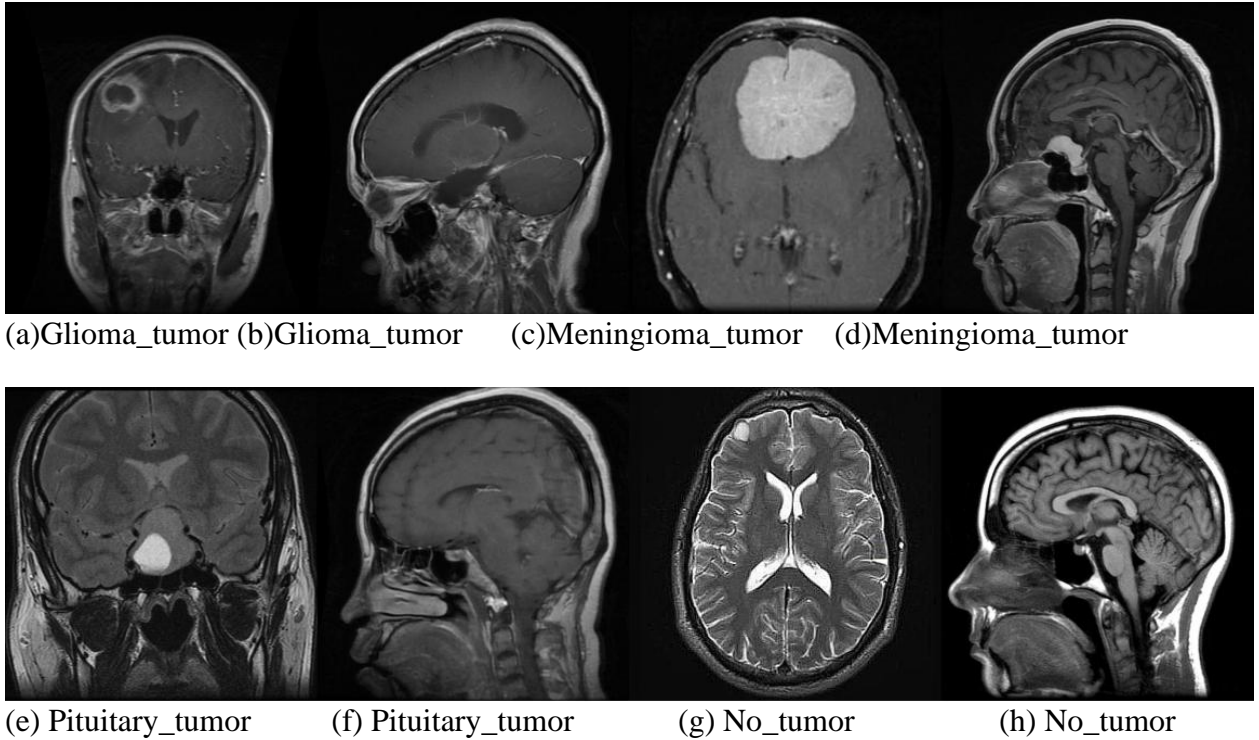 (a)Glioma_tumor (b)Glioma_tumor (c)Meningioma_tumor (d)Meningioma_tumor
(e) Pituitary_tumor (f) Pituitary_tumor (g) No_tumor (h) No_tumor